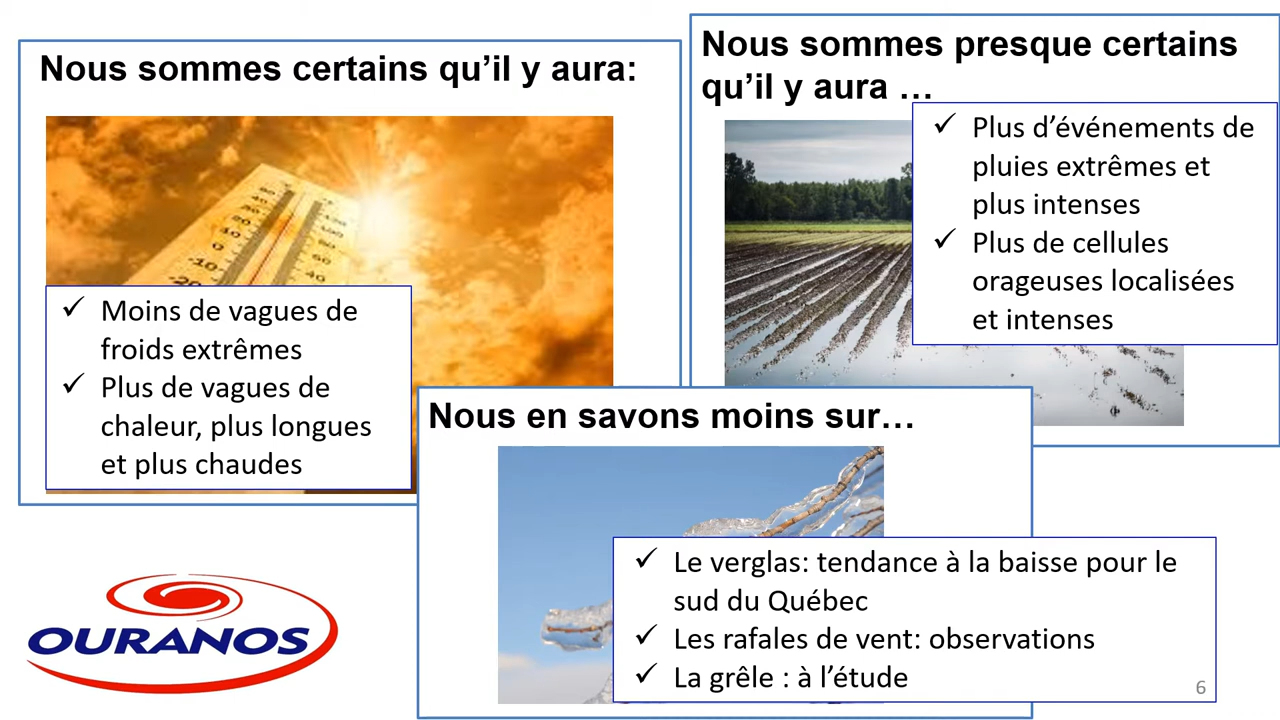 Nous sommes certains qu’il y aura:
Moins de vagues de
froids extrêmes
Plus de vagues de
chaleur, plus longues
et plus chaudes
Nous sommes presque certains
qu’il y aura …
Plus d’événements de
pluies extrêmes et
plus intenses
Plus de cellules
orageuses localisées
et intenses
Nous en savons moins sur…
Le verglas: tendance à la baisse pour le
sud du Québec
Les rafales de vent: observations
La grêle : à l’étude
OURANOS
6